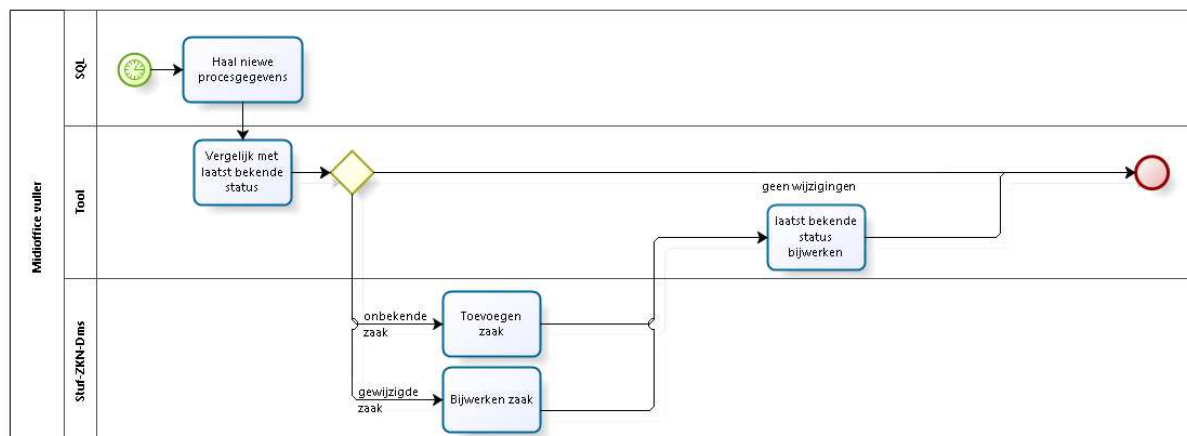 Midioffice vuller
SQL
Haal niewe
procesgegevens
Tool
Vergelijk met
laatst bekende
status
geen wijzigingen
laatst bekende
status
bijwerken
Stuf-ZKN-Dms
onbekende
zaak
Toevoegen
zaak
gewijzigde
zaak
Bijwerken zaak